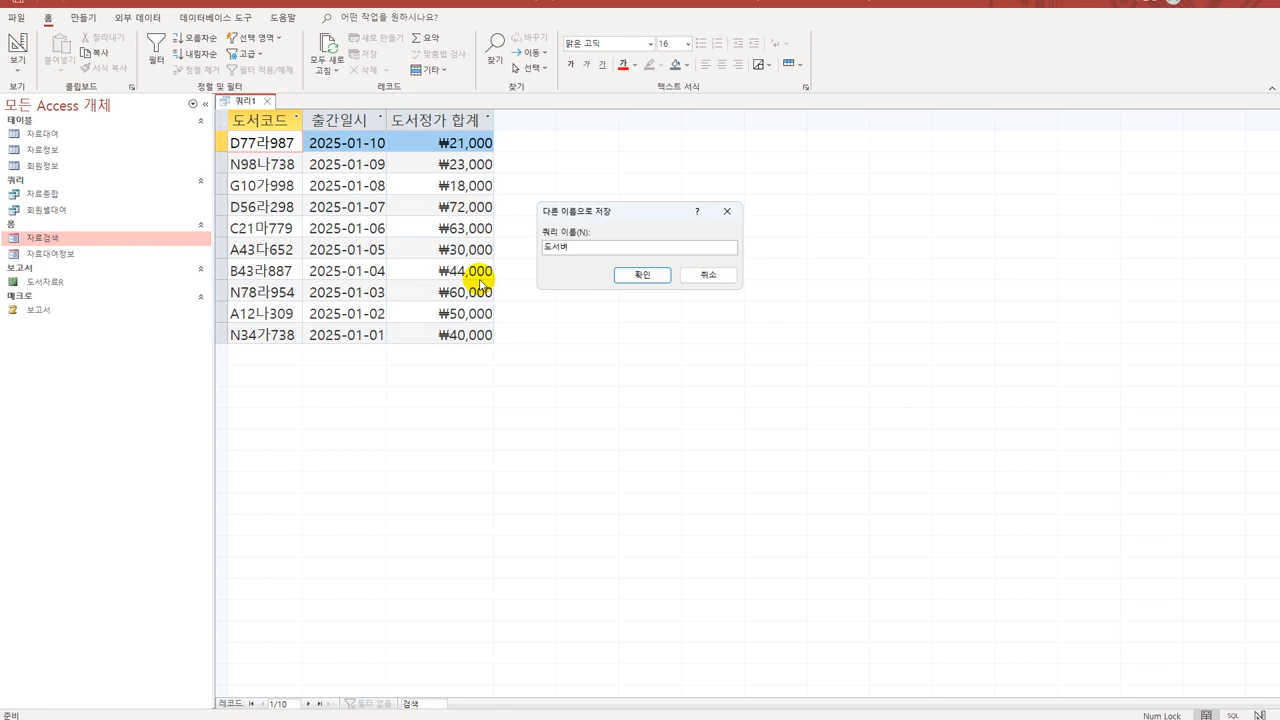 파일 홈 만들기 외부 데이터 데이터베이스 도구 도움말 어떤 작업을 원하시나요?
잘라내기
복사
서식 복사
붙여넣기
보기
클립보드
필터
오름차순
내림차순
정렬 제거
선택 영역
고급
필터 적용/해제
정렬 및 필터
모두 새로 고침
새로 만들기
저장
삭제
요약
맞춤법 검사
기타
레코드
찾기
바꾸기
이동
선택
찾기
맑은 고딕 16
가 가 가 가
텍스트 서식
모든 Access 개체
테이블
자료대여
자료정보
회원정보
쿼리
자료종합
회원별대여
폼
자료검색
자료대여정보
보고서
도서자료R
매크로
보고서
쿼리1
도서코드 출간일시 도서정가 합계
D77라987 2025-01-10 ₩21,000
N98나738 2025-01-09 ₩23,000
G10가998 2025-01-08 ₩18,000
D56라298 2025-01-07 ₩72,000
C21마779 2025-01-06 ₩63,000
A43다652 2025-01-05 ₩30,000
B43라887 2025-01-04 ₩44,000
N78라954 2025-01-03 ₩60,000
A12나309 2025-01-02 ₩50,000
N34가738 2025-01-01 ₩40,000
다른 이름으로 저장 ?
쿼리 이름(N):
도서벼
확인 취소
레코드: 1/10 필터 없음 검색
준비 Num Lock SQL